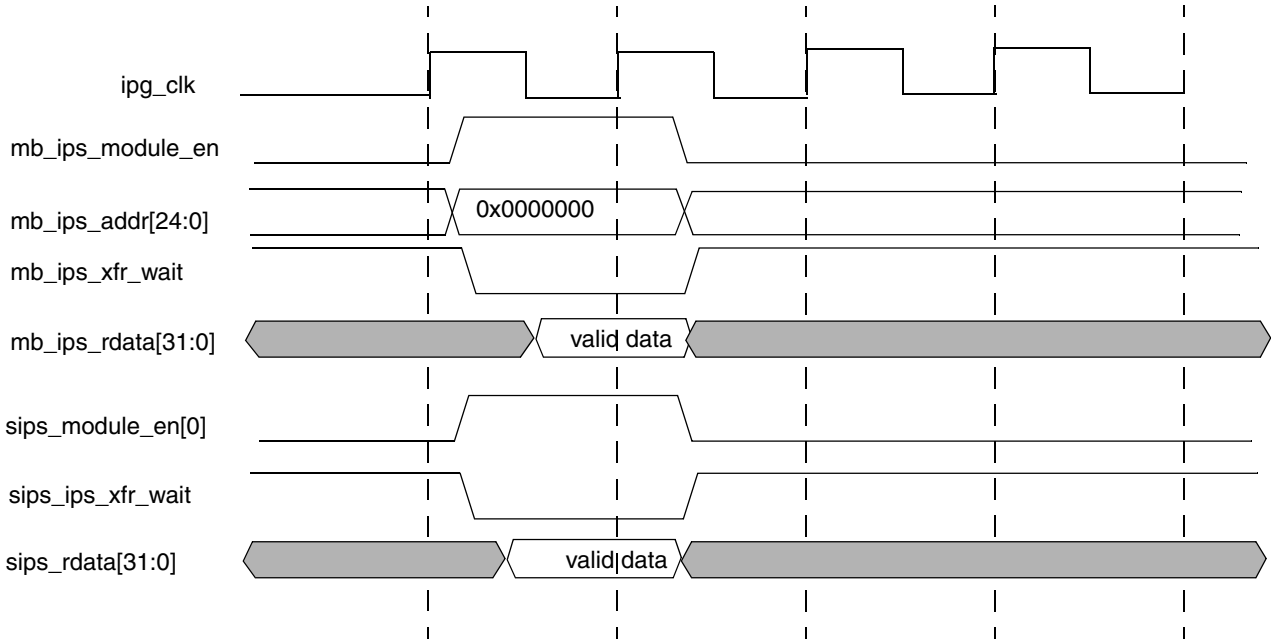 ipg_clk
mb_ips_module_en
mb_ips_addr[24:0]
0x0000000
mb_ips_xfr_wait
mb_ips_rdata[31:0]
valid data
sips_module_en[0]
sips_ips_xfr_wait
sips_rdata[31:0]
valid data